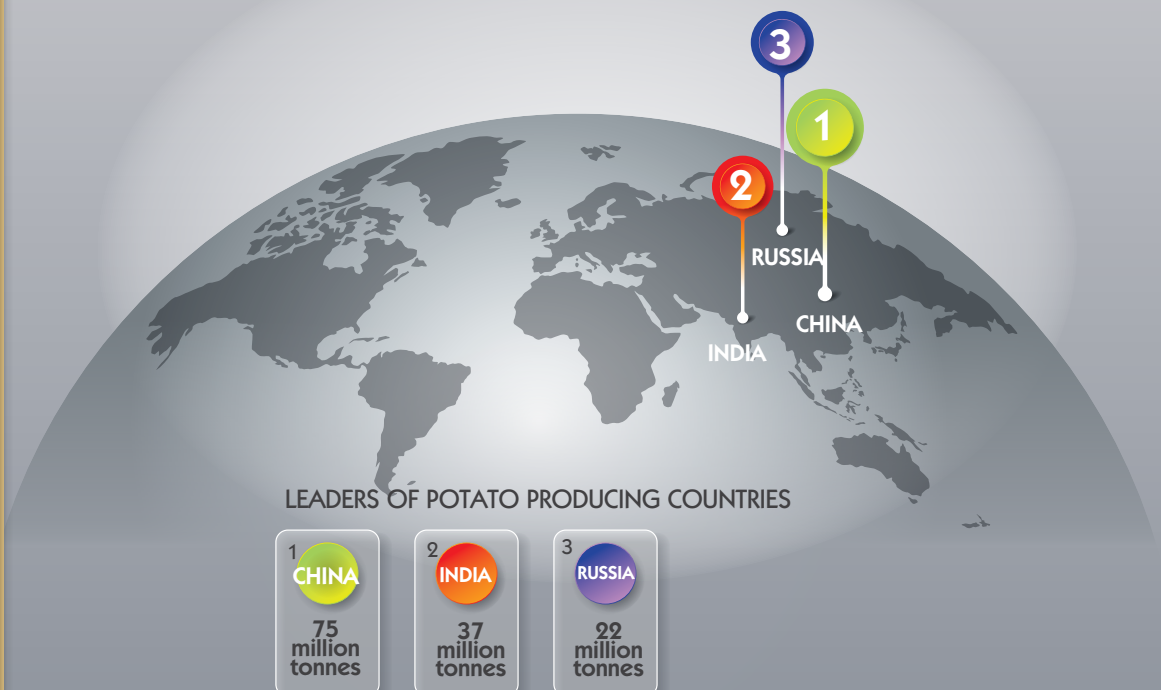 3
1
2
RUSSIA
CHINA
INDIA
LEADERS OF POTATO PRODUCING COUNTRIES
1
CHINA
75
million
tonnes
2
INDIA
37
million
tonnes
3
RUSSIA
22
million
tonnes